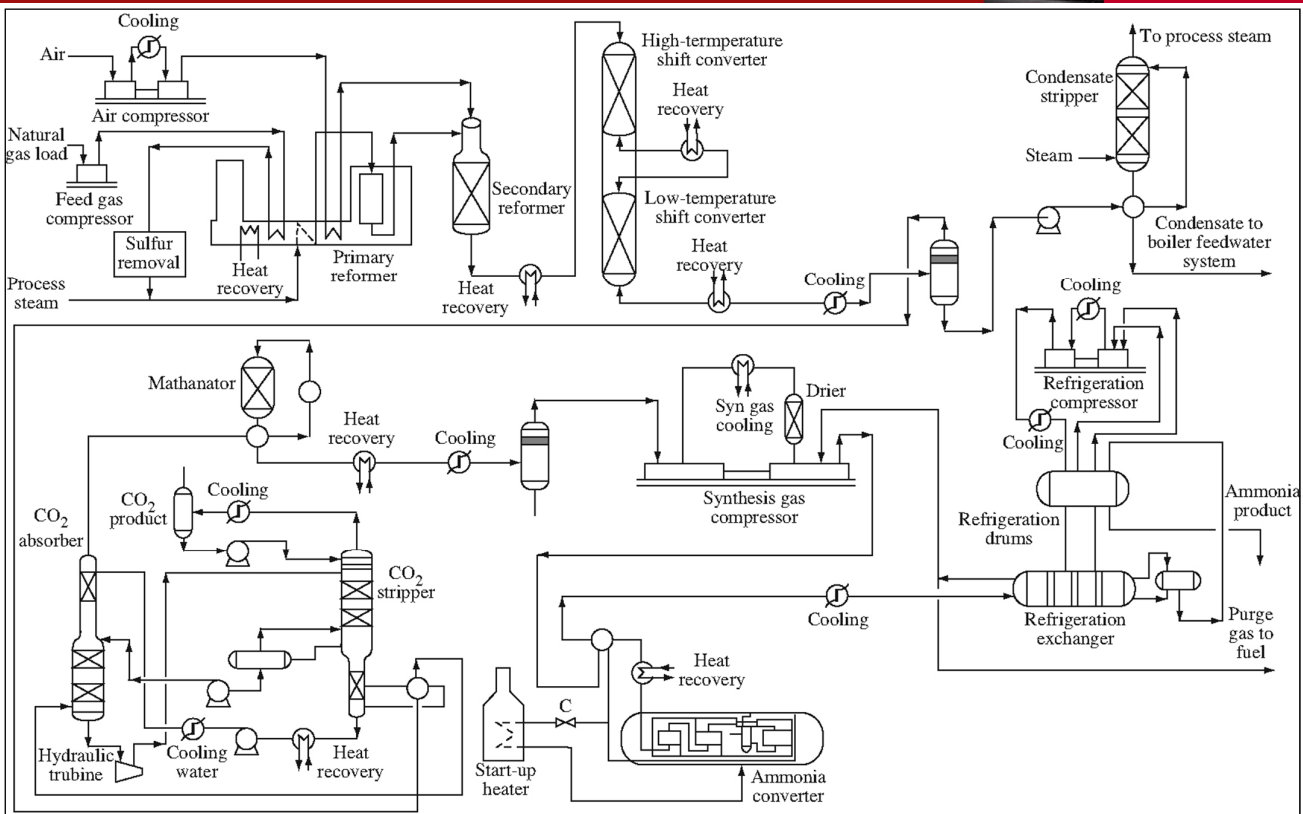 Cooling
Air
Air compressor
Natural
gas load
Feed gas
compressor
Sulfur
removal
Process
steam
Heat
recovery
Primary
reformer
Secondary
reformer
Heat
recovery
High-termperature
shift converter
Heat
recovery
Low-temperature
shift converter
Heat
recovery
Cooling
To process steam
Condensate
stripper
Steam
Condensate to
boiler feedwater
system
Cooling
Refrigeration
compressor
Cooling
Mathanator
Heat
recovery
Cooling
Syn gas
cooling
Drier
Synthesis gas
compressor
Refrigeration
drums
Ammonia
product
Refrigeration
exchanger
Purge
gas to
fuel
CO2
absorber
CO2
product
Cooling
CO2
stripper
Hydraulic
trubine
Cooling
water
Heat
recovery
Cooling
Heat
recovery
C
Start-up
heater
Ammonia
converter